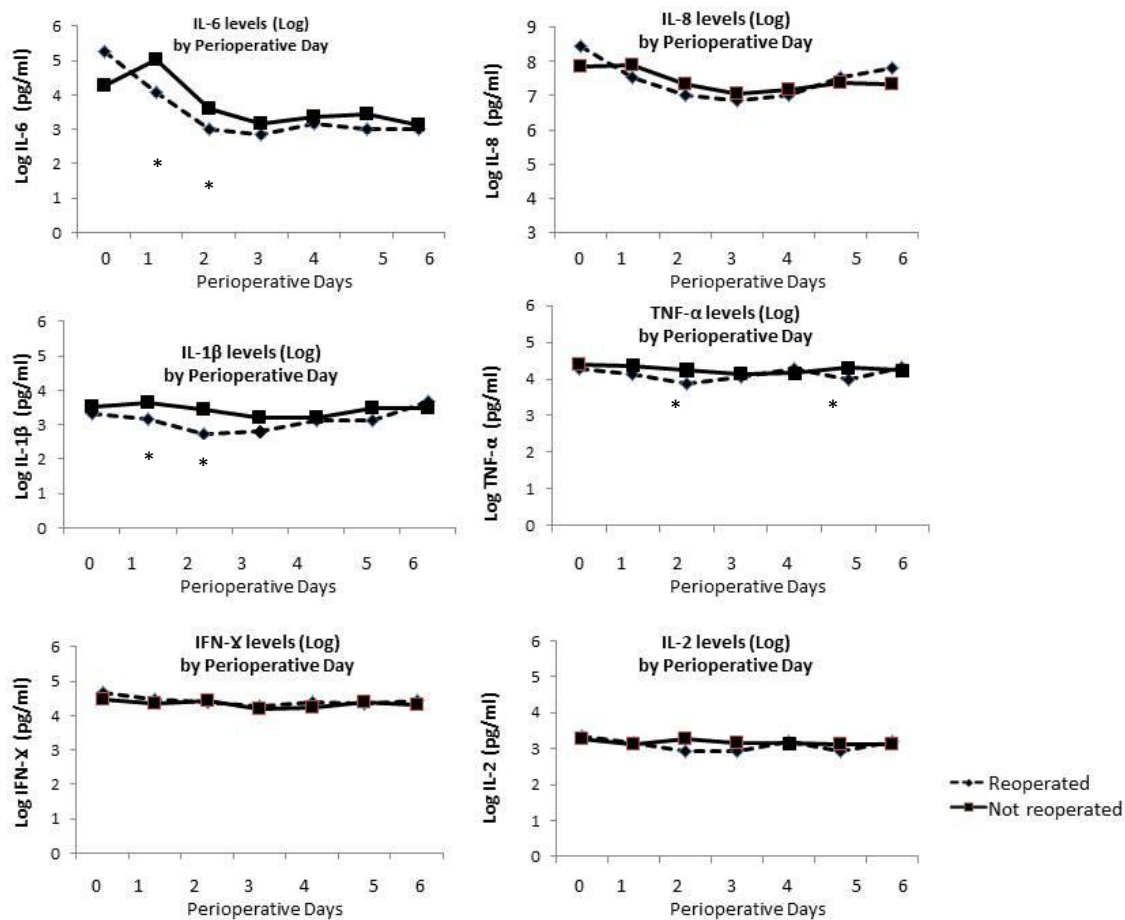 IL-6 levels (Log)
by Perioperative Day
Log IL-6 (pg/ml)
6
5
4
3
2
1
0
*
*
0 1 2 3 4 5 6
Perioperative Days
IL-8 levels (Log)
by Perioperative Day
Log IL-8 (pg/ml)
9
8
7
6
5
4
3
0 1 2 3 4 5 6
Perioperative Days
IL-1β levels (Log)
by Perioperative Day
Log IL-1β (pg/ml)
6
5
4
3
2
1
0
*
*
0 1 2 3 4 5 6
Perioperative Days
TNF-α levels (Log)
by Perioperative Day
Log TNF-α (pg/ml)
6
5
4
3
2
1
0
*
*
0 1 2 3 4 5 6
Perioperative Days
IFN-Ɣ levels (Log)
by Perioperative Day
Log IFN-Ɣ (pg/ml)
6
5
4
3
2
1
0
0 1 2 3 4 5 6
Perioperative Days
IL-2 levels (Log)
by Perioperative Day
Log IL-2 (pg/ml)
6
5
4
3
2
1
0
0 1 2 3 4 5 6
Perioperative Days
Reoperated
Not reoperated